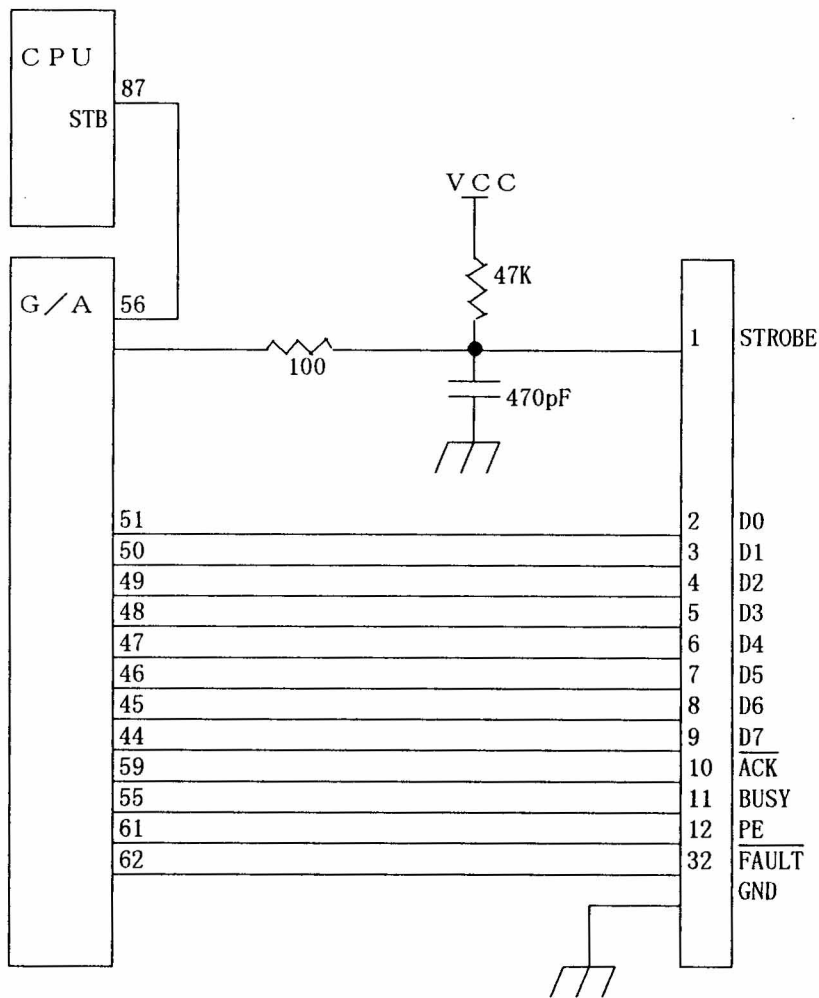 CPU
87
STB
VCC
47K
G/A
56
1 STROBE
100
470pF
51 2 D0
50 3 D1
49 4 D2
48 5 D3
47 6 D4
46 7 D5
45 8 D6
44 9 D7
59 10 ACK
55 11 BUSY
61 12 PE
62 32 FAULT
GND